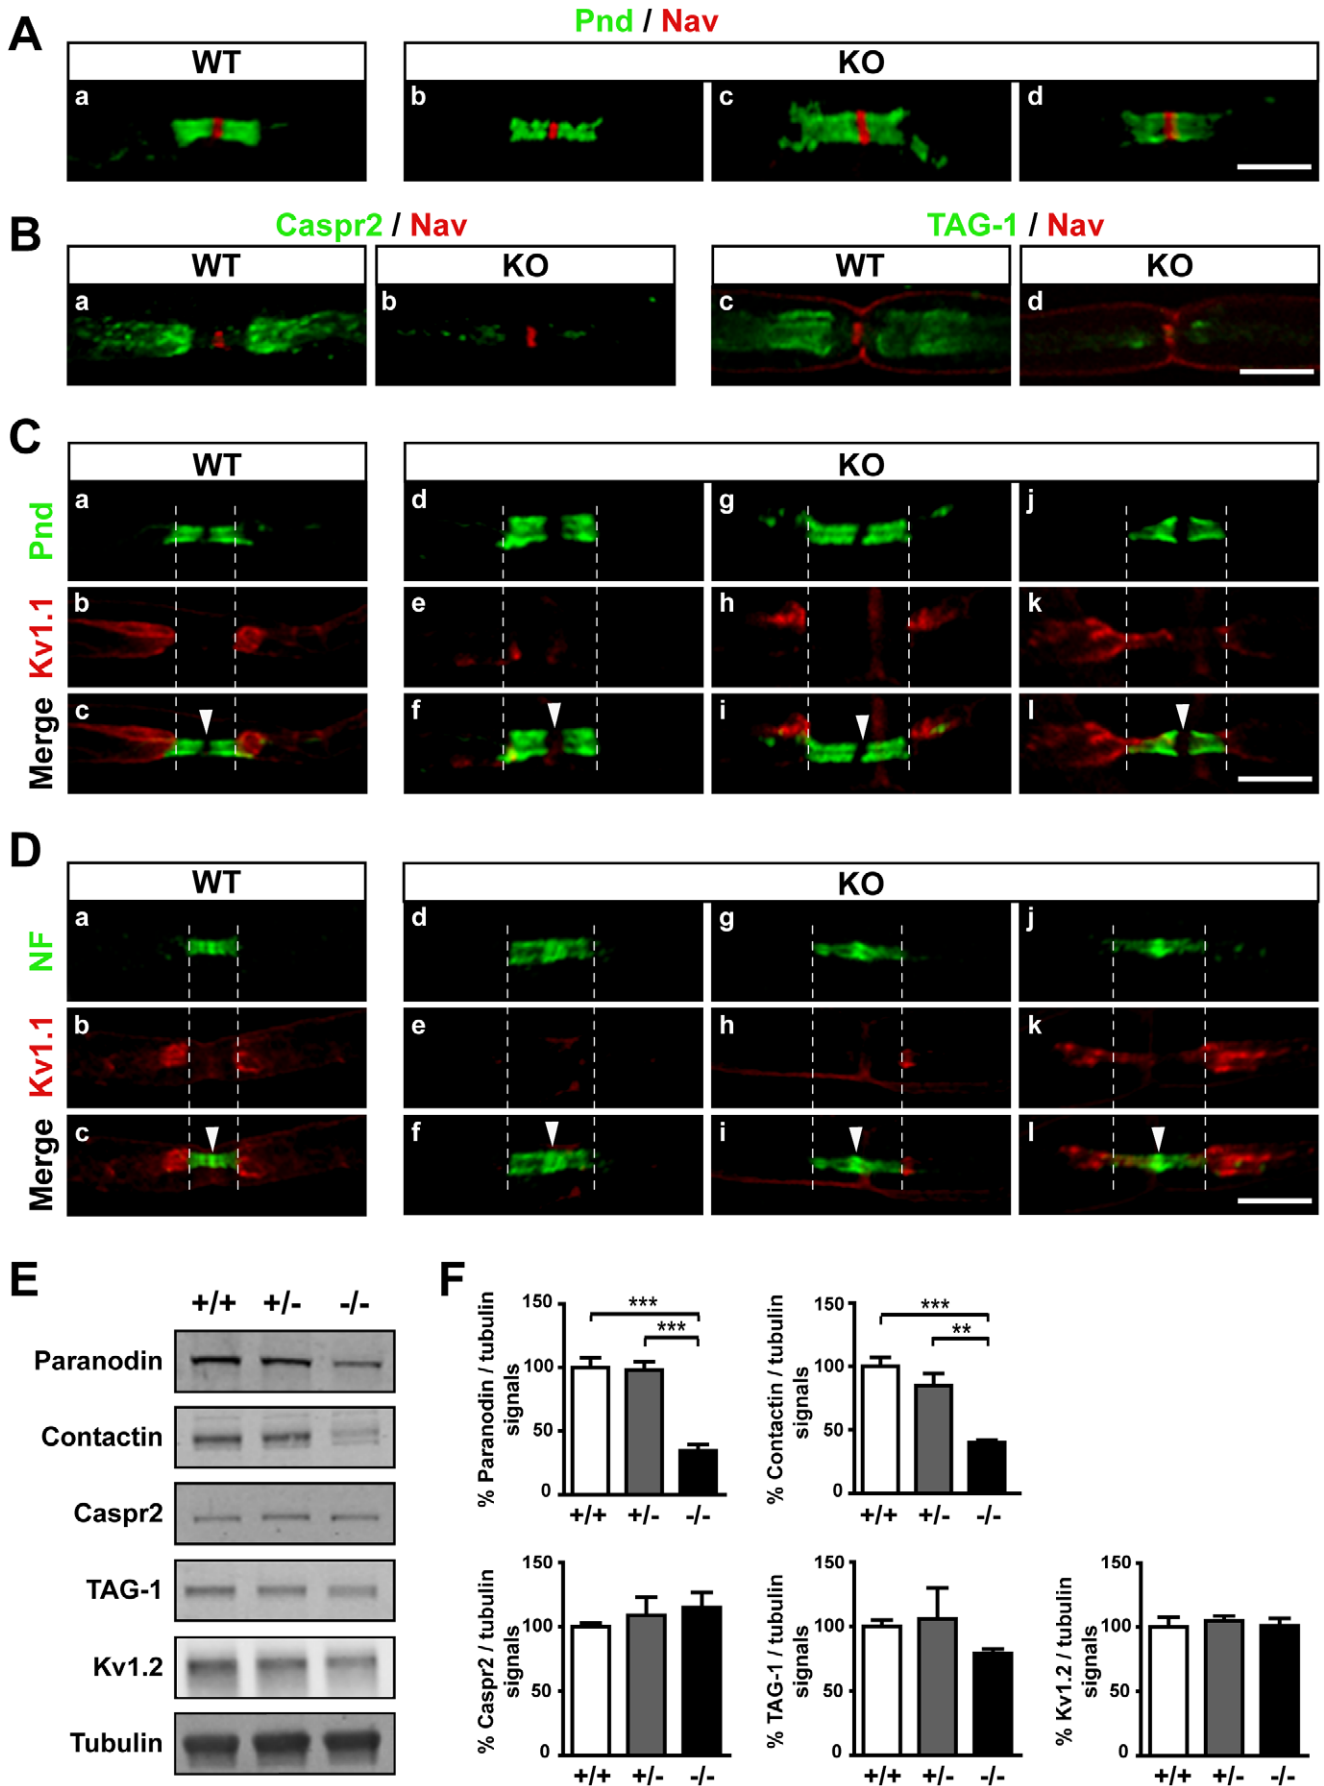 A
Pnd / Nav
WT
KO
a
b
c
d
B
Caspr2 / Nav
TAG-1 / Nav
WT
KO
WT
KO
a
b
c
d
C
WT
KO
Pnd
a
d
g
j
Kv1.1
b
e
h
k
Merge
c
f
i
l
D
WT
KO
NF
a
d
g
j
Kv1.1
b
e
h
k
Merge
c
f
i
l
E
+/+ +/- -/-
Paranodin
Contactin
Caspr2
TAG-1
Kv1.2
Tubulin
F
% Paranodin / tubulin
signals
150
100
50
0
***
***
+/+ +/- -/-
% Contactin / tubulin
signals
150
100
50
0
***
**
+/+ +/- -/-
% Caspr2 / tubulin
signals
150
100
50
0
+/+ +/- -/-
% TAG-1 / tubulin
signals
150
100
50
0
+/+ +/- -/-
% Kv1.2 / tubulin
signals
150
100
50
0
+/+ +/- -/-